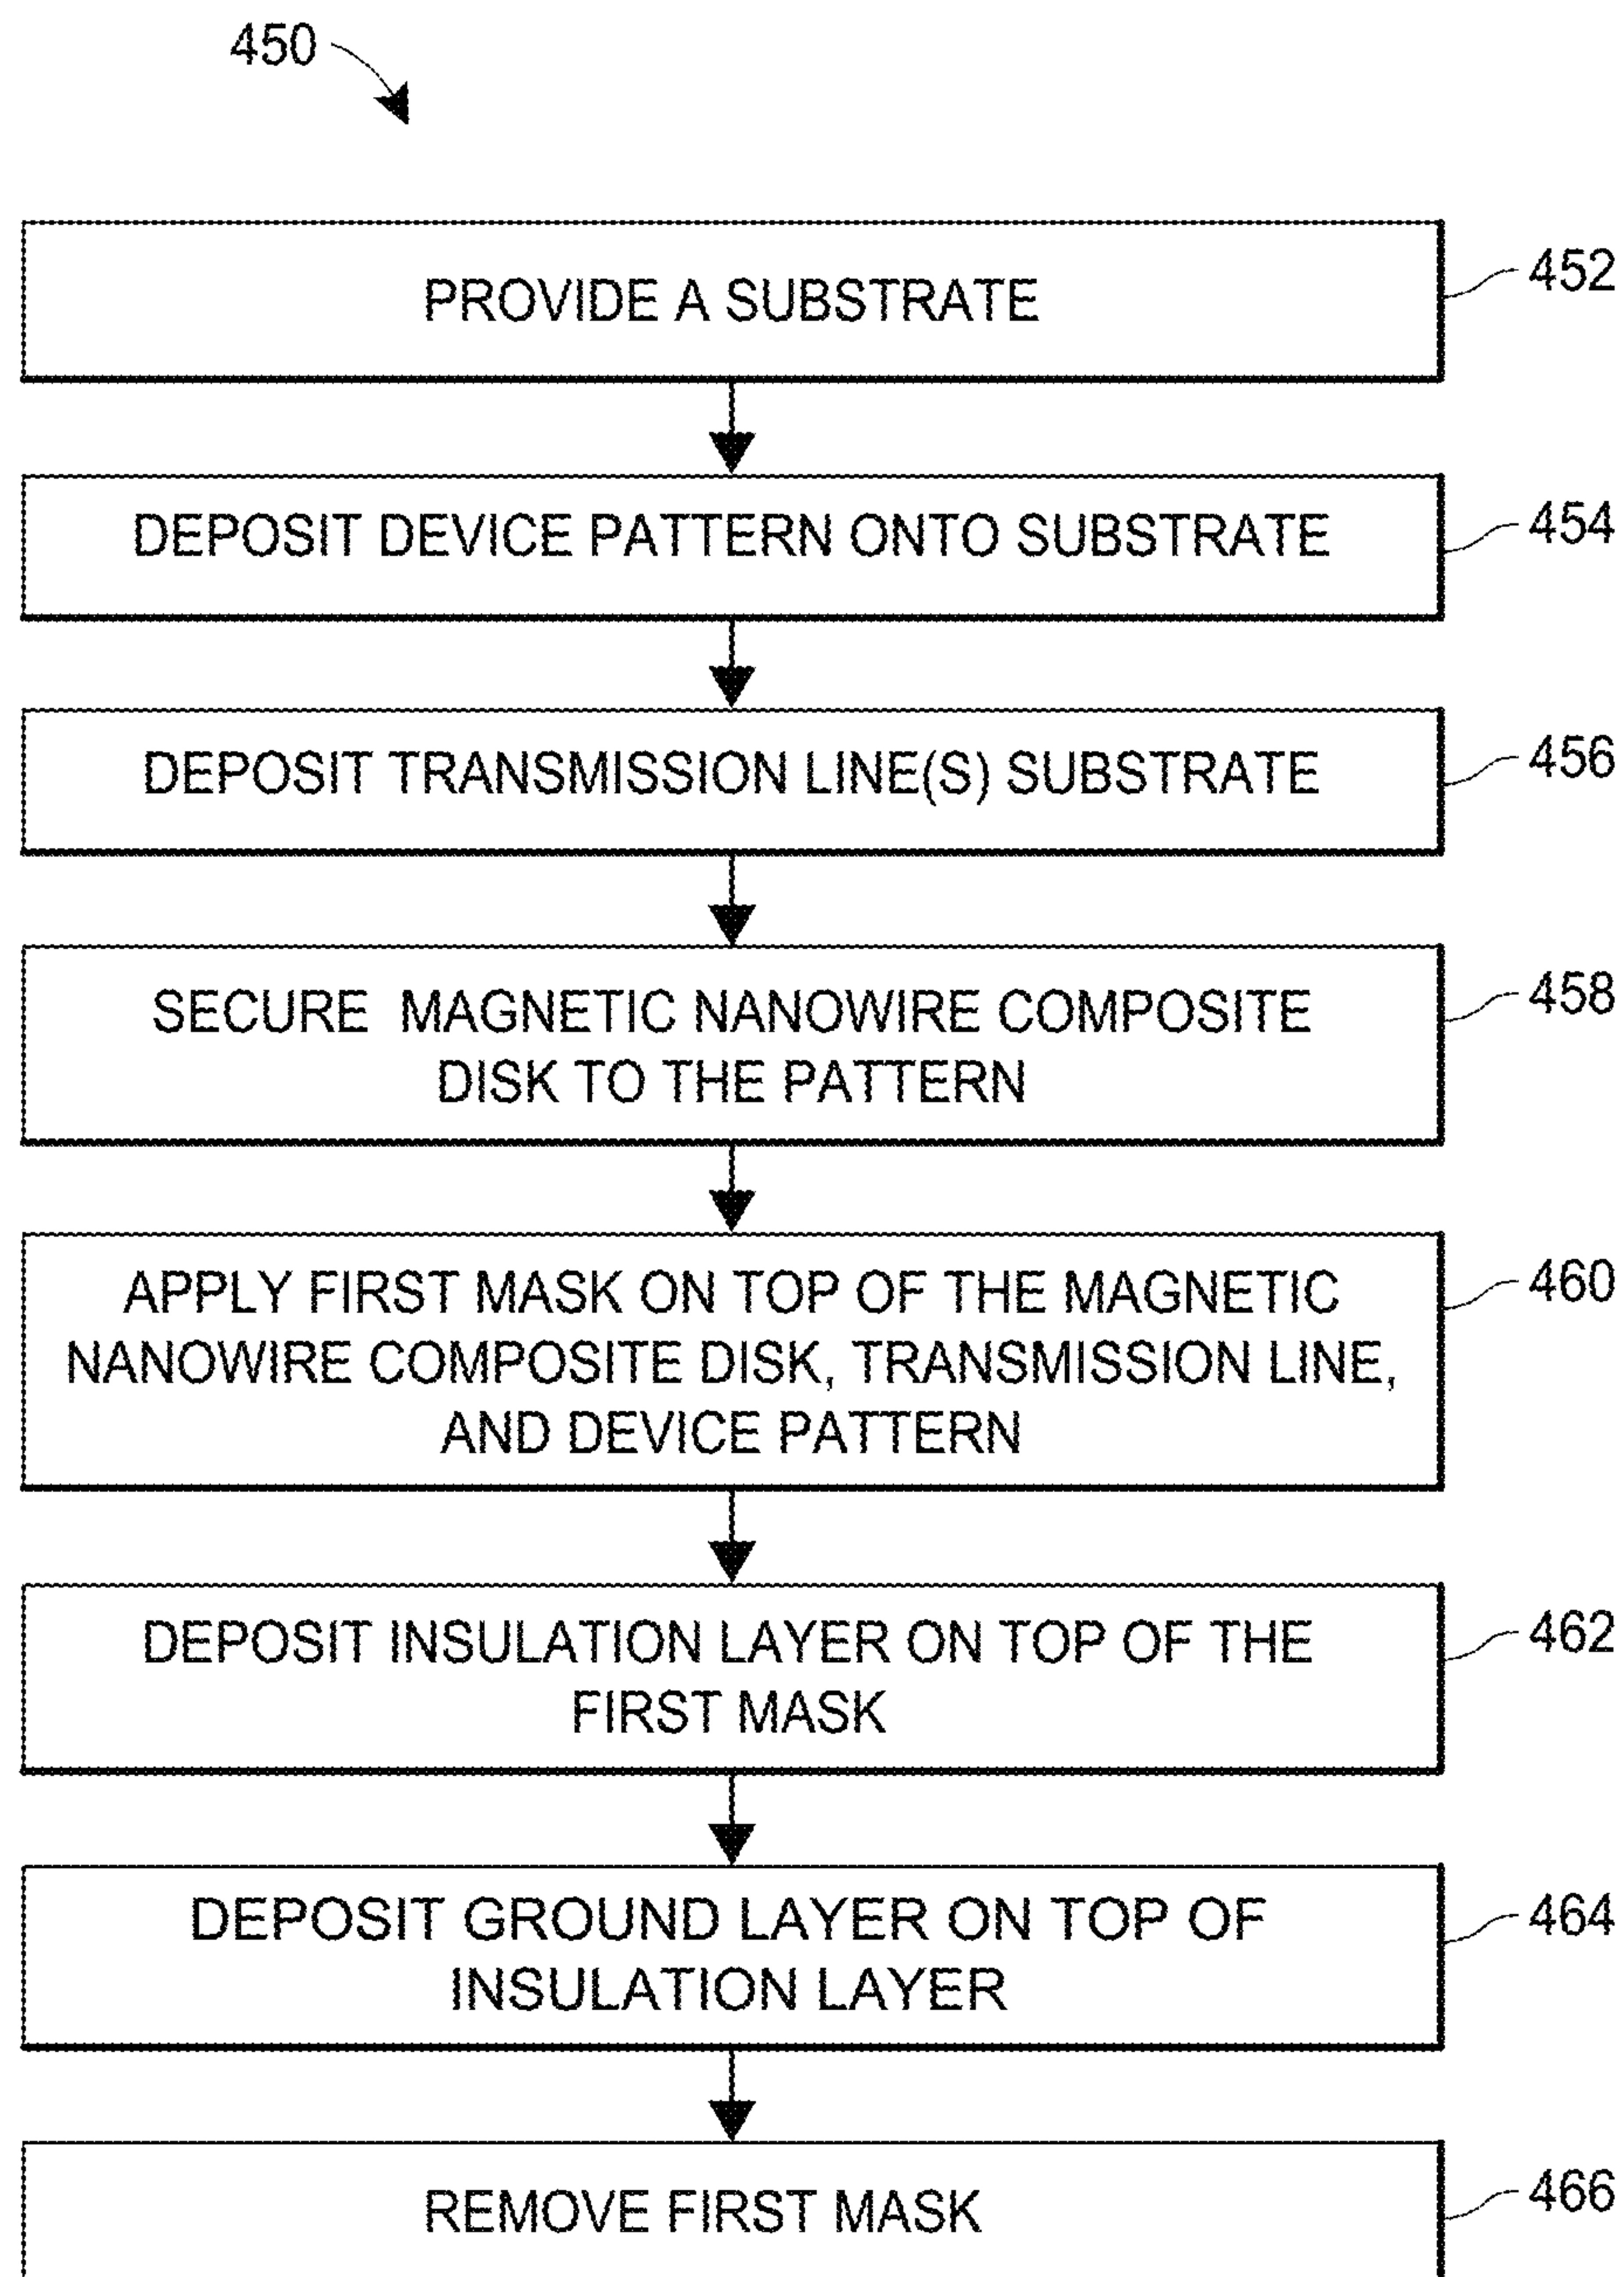 450
PROVIDE A SUBSTRATE
452
DEPOSIT DEVICE PATTERN ONTO SUBSTRATE
454
DEPOSIT TRANSMISSION LINE(S) SUBSTRATE
456
SECURE MAGNETIC NANOWIRE COMPOSITE
DISK TO THE PATTERN
458
APPLY FIRST MASK ON TOP OF THE MAGNETIC
NANOWIRE COMPOSITE DISK, TRANSMISSION LINE,
AND DEVICE PATTERN
460
DEPOSIT INSULATION LAYER ON TOP OF THE
FIRST MASK
462
DEPOSIT GROUND LAYER ON TOP OF
INSULATION LAYER
464
REMOVE FIRST MASK
466